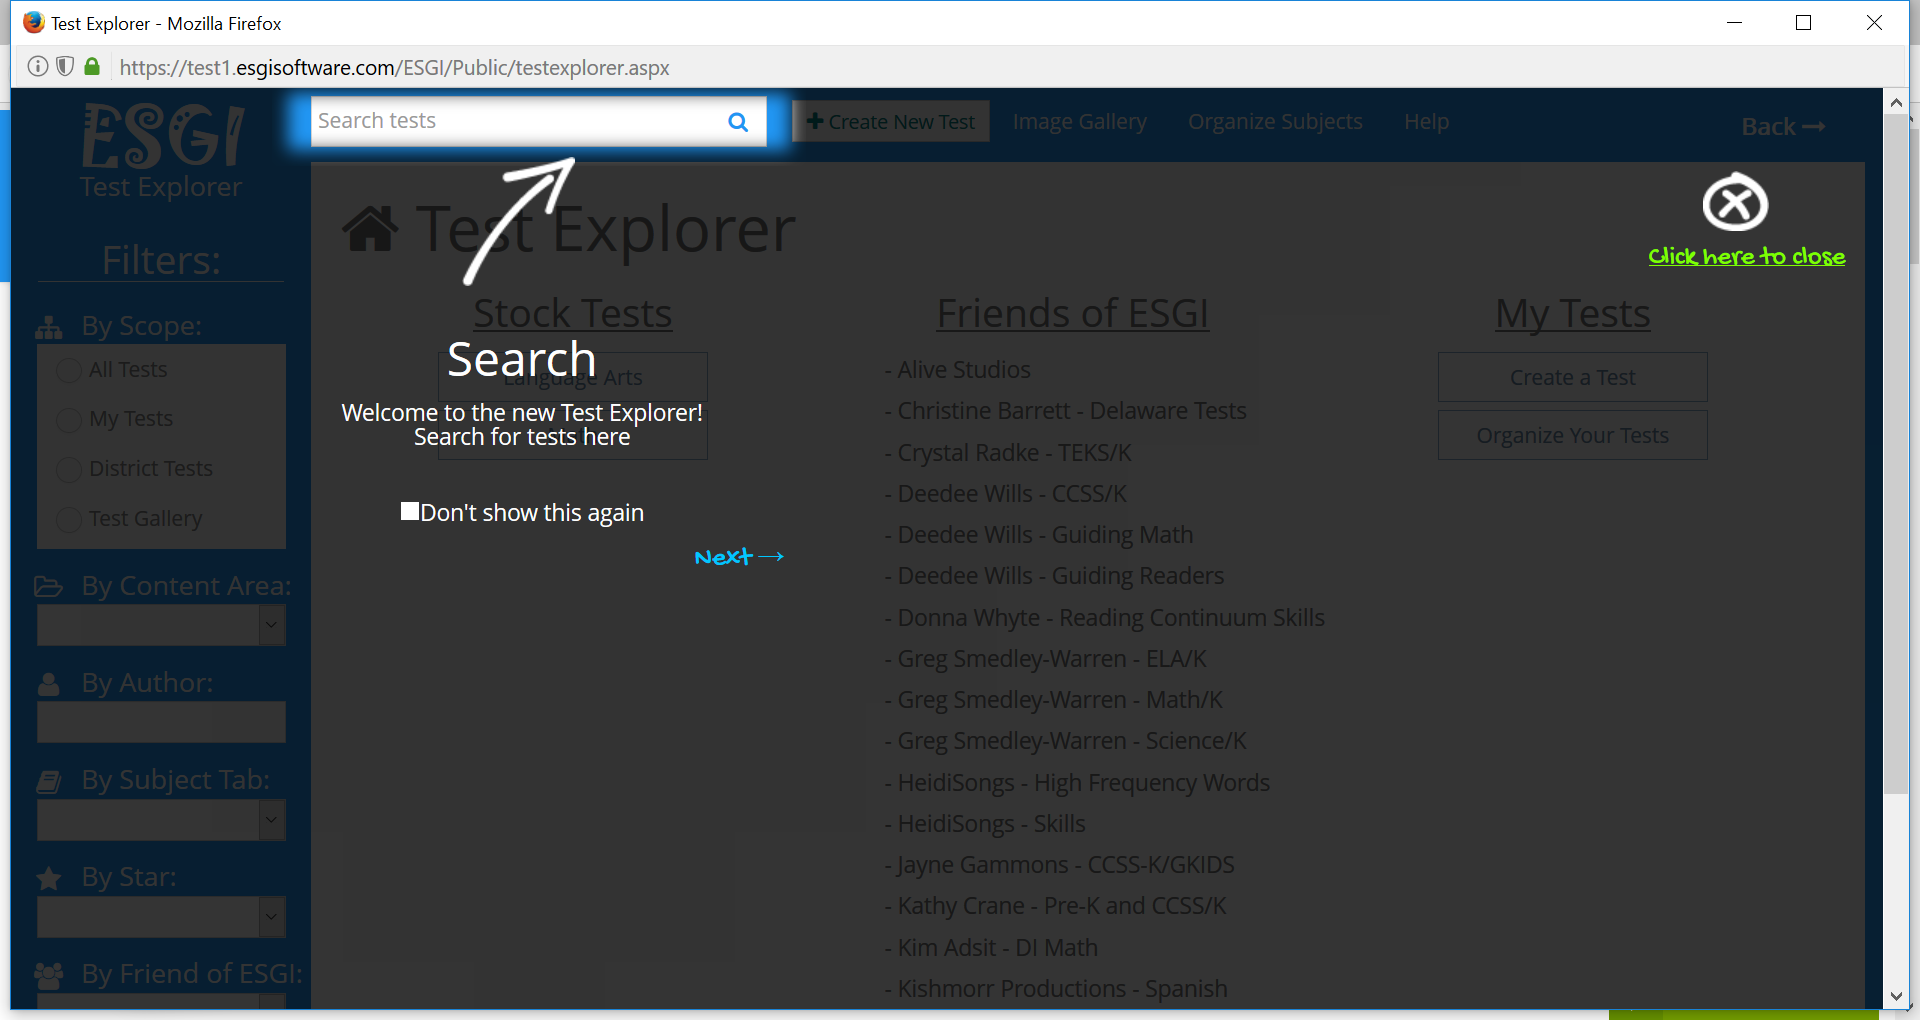 Test Explorer - Mozilla Firefox
https://test1.esgisoftware.com/ESGI/Public/testexplorer.aspx
ESGI
Test Explorer
Search tests
Create New Test
Image Gallery
Organize Subjects
Help
Back
Filters:
By Scope:
All Tests
My Tests
District Tests
Test Gallery
By Content Area:
By Author:
By Subject Tab:
By Star:
By Friend of ESGI:
Test Explorer
Click here to close
Stock Tests
Language Arts
Search
Welcome to the new Test Explorer!
Search for tests here
Don't show this again
Next
Friends of ESGI
- Alive Studios
- Christine Barrett - Delaware Tests
- Crystal Radke - TEKS/K
- Deedee Wills - CCSS/K
- Deedee Wills - Guiding Math
- Deedee Wills - Guiding Readers
- Donna Whyte - Reading Continuum Skills
- Greg Smedley-Warren - ELA/K
- Greg Smedley-Warren - Math/K
- Greg Smedley-Warren - Science/K
- HeidiSongs - High Frequency Words
- HeidiSongs - Skills
- Jayne Gammons - CCSS-K/GKIDS
- Kathy Crane - Pre-K and CCSS/K
- Kim Adsit - DI Math
- Kishmorr Productions - Spanish
My Tests
Create a Test
Organize Your Tests